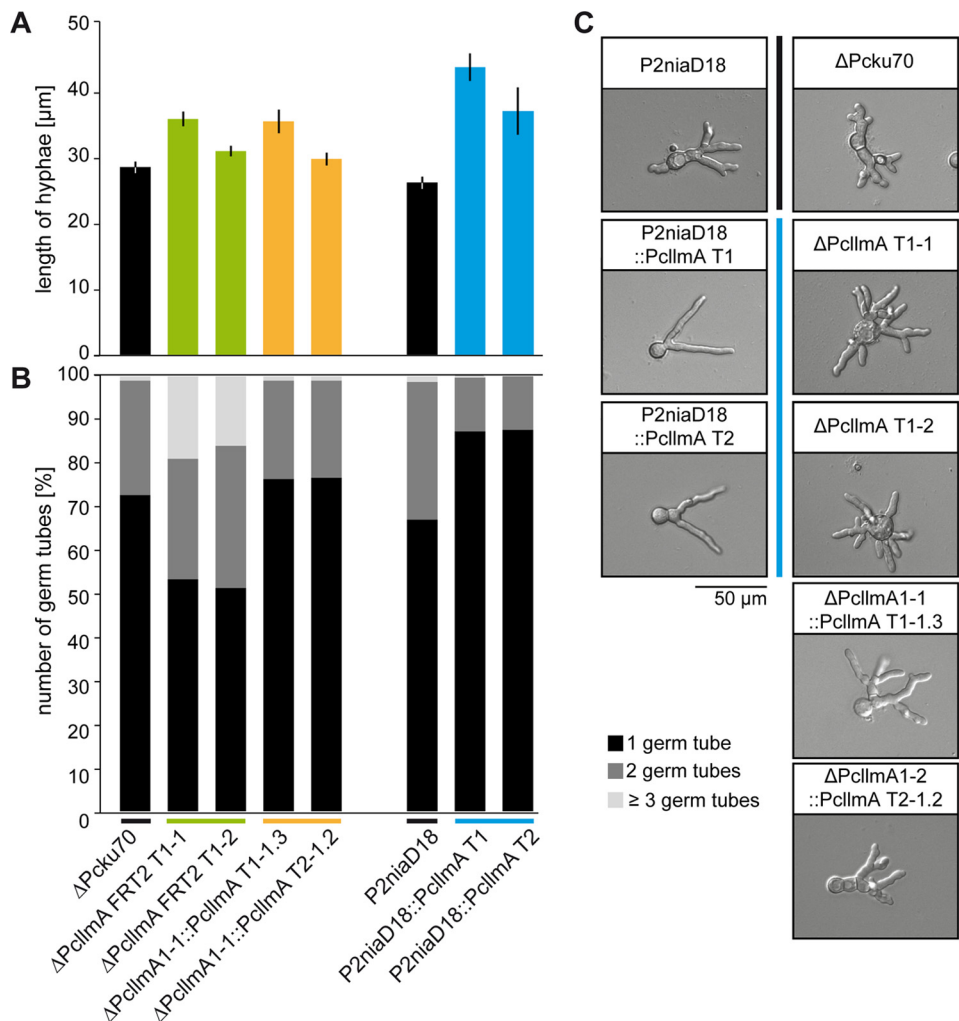 A
50
40
30
20
10
0
length of hyphae [µm]
B
100
90
80
70
60
50
40
30
20
10
0
number of germ tubes [%]
ΔPcku70
ΔPcllmA FRT2 T1-1
ΔPcllmA FRT2 T1-2
ΔPcllmA1-1::PcllmA T1-1.3
ΔPcllmA1-1::PcllmA T2-1.2
P2niaD18
P2niaD18::PcllmA T1
P2niaD18::PcllmA T2
C
P2niaD18
ΔPcku70
P2niaD18
::PcllmA T1
ΔPcllmA T1-1
P2niaD18
::PcllmA T2
ΔPcllmA T1-2
50 µm
ΔPcllmA1-1
::PcllmA T1-1.3
ΔPcllmA1-2
::PcllmA T2-1.2
1 germ tube
2 germ tubes
≥ 3 germ tubes